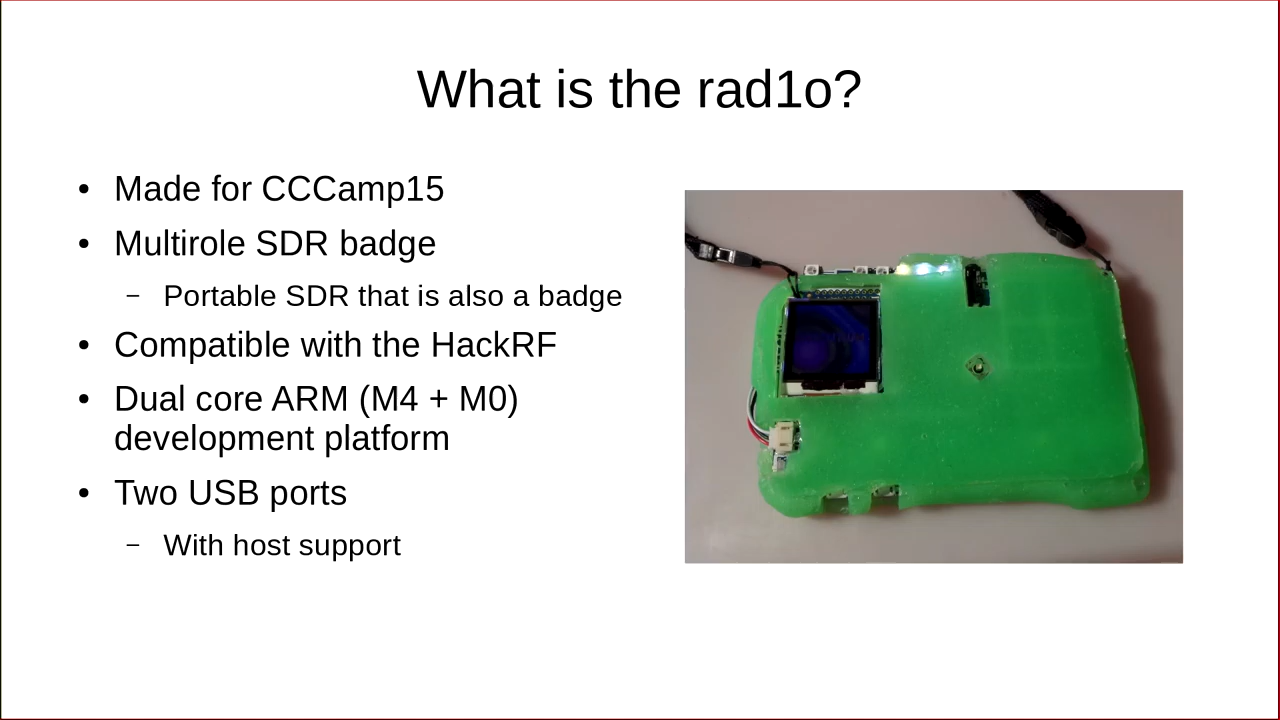 What is the rad1o?
• Made for CCCamp15
• Multirole SDR badge
– Portable SDR that is also a badge
• Compatible with the HackRF
• Dual core ARM (M4 + M0)
development platform
• Two USB ports
– With host support